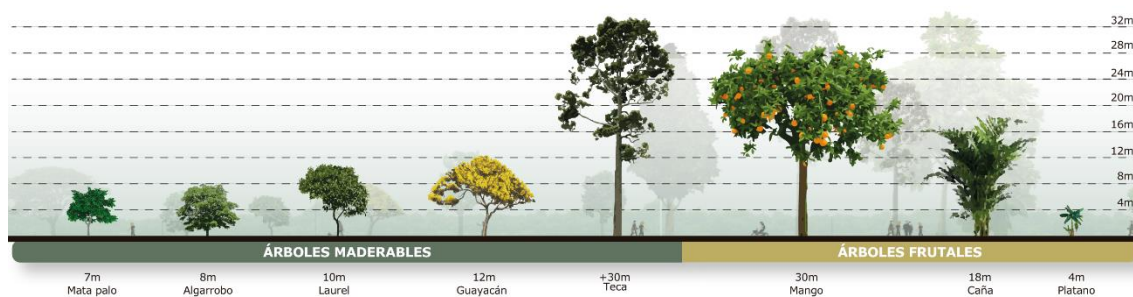 32m
28m
24m
20m
16m
12m
8m
4m
ÁRBOLES MADERABLES
ÁRBOLES FRUTALES
7m
Mata palo
8m
Algarrobo
10m
Laurel
12m
Guayacán
+30m
Teca
30m
Mango
18m
Caña
4m
Platano